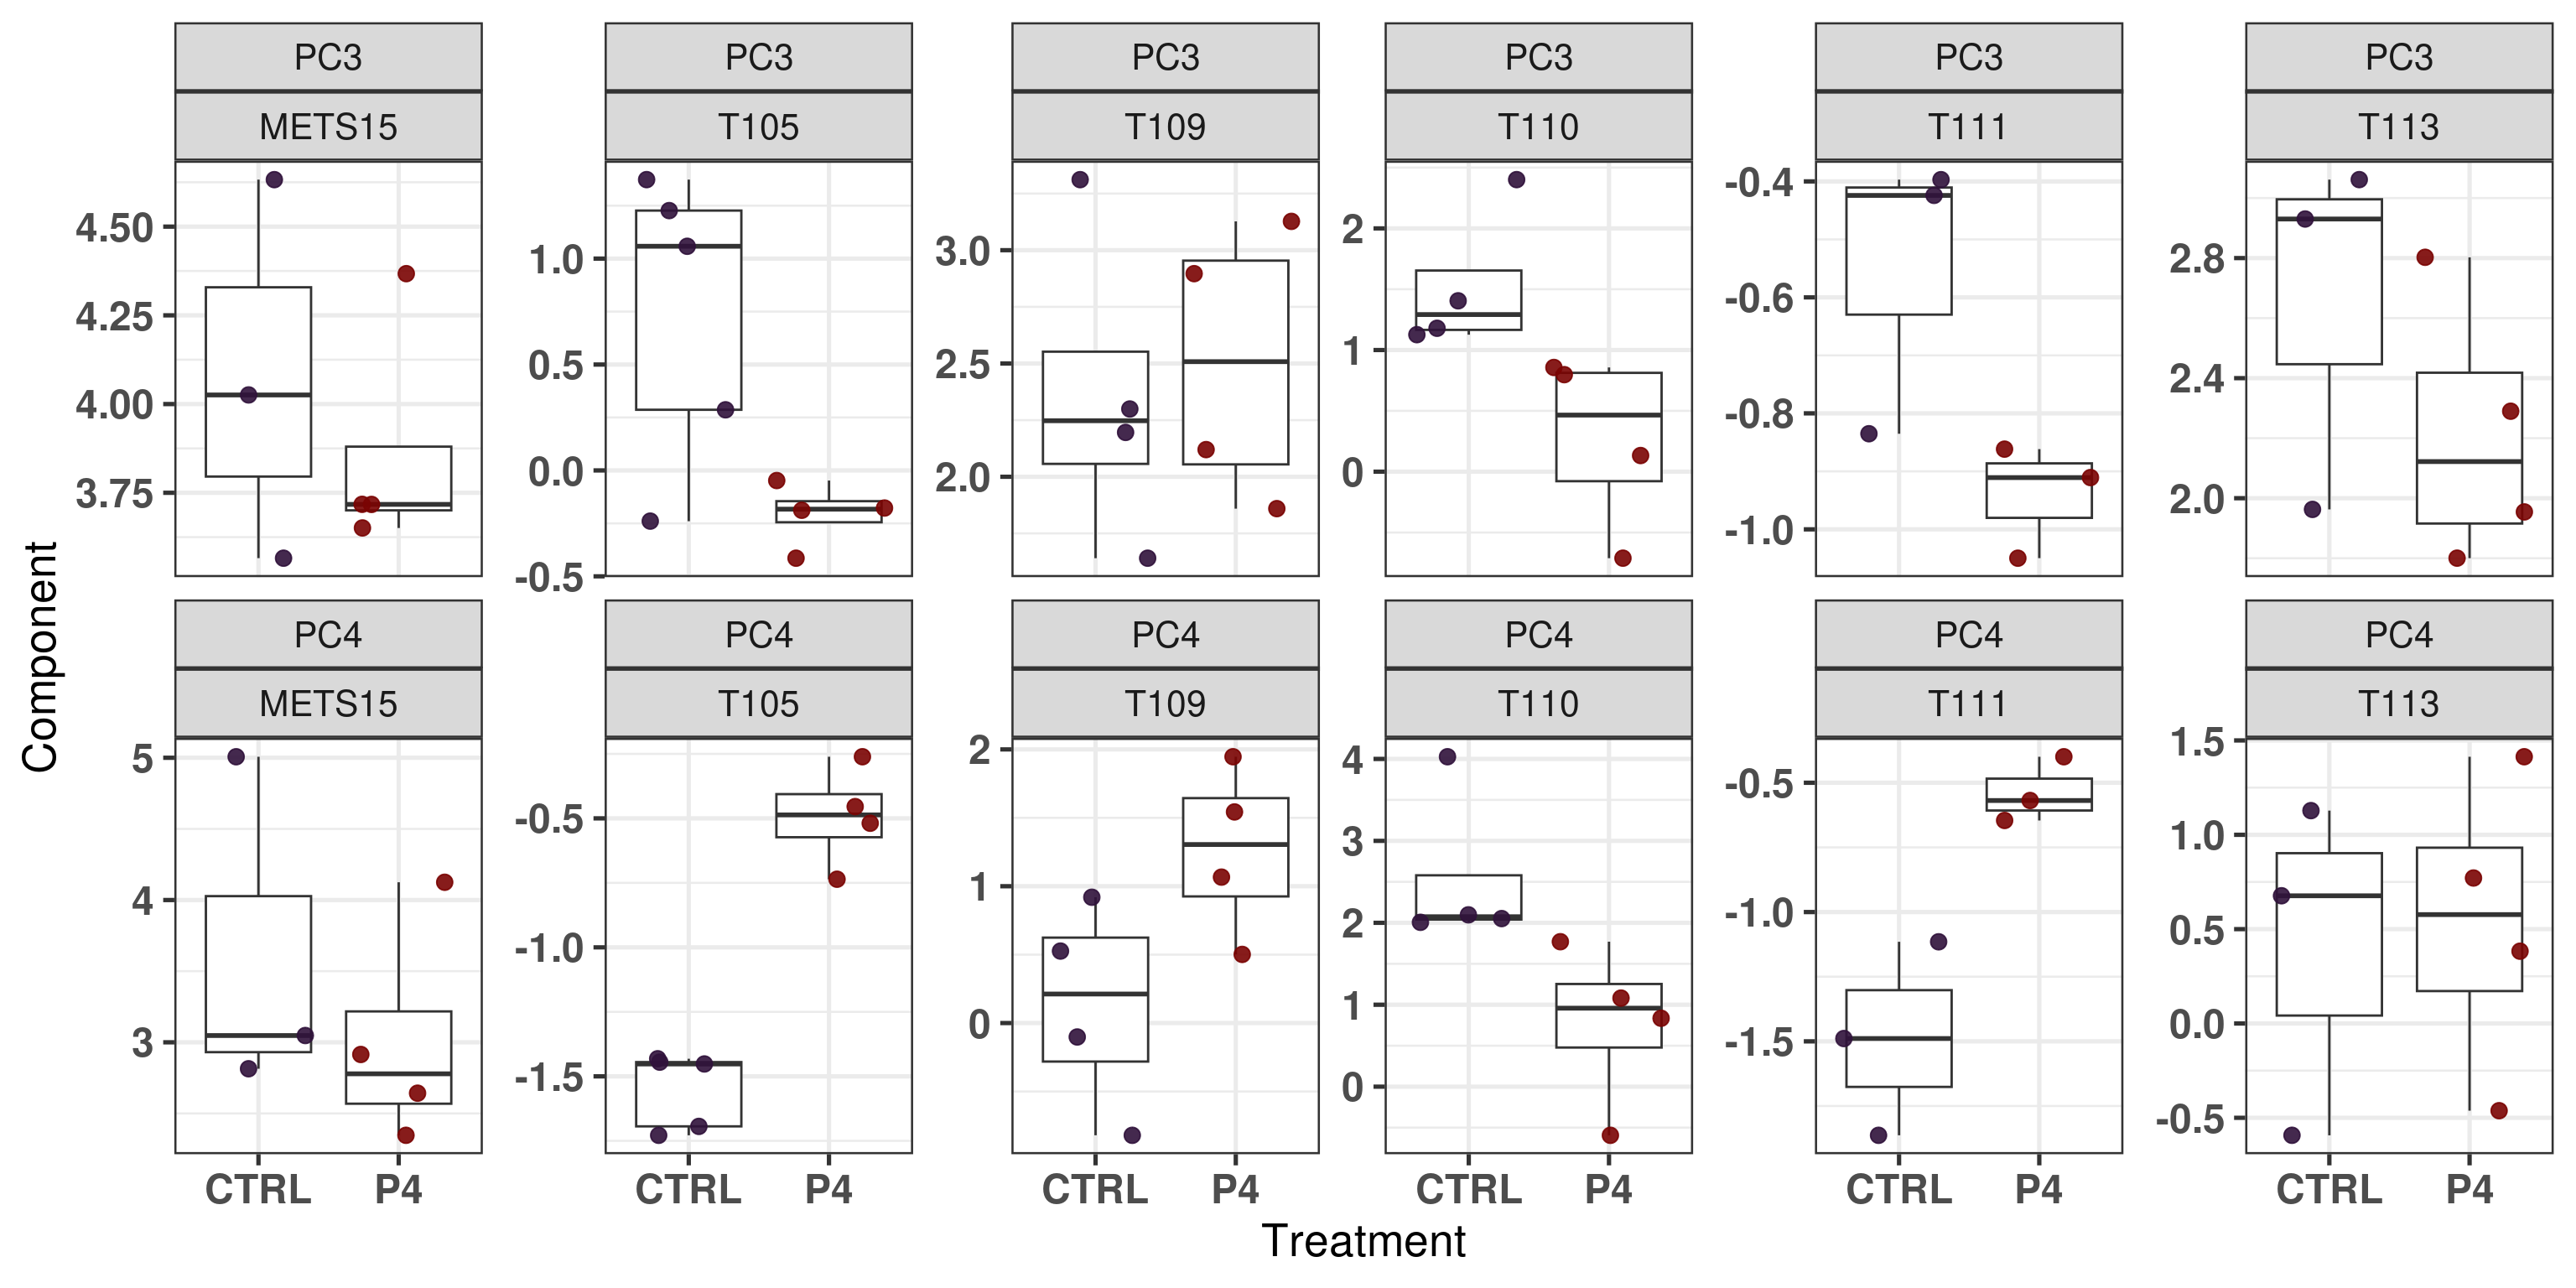 PC3 PC3 PC3 PC3 PC3 PC3
METS15 T105 T109 T110 T111 T113
4.50 4.25 4.00 3.75
1.0 0.5 0.0 -0.5
3.0 2.5 2.0
2 1 0
-0.4 -0.6 -0.8 -1.0
2.8 2.4 2.0
Component
PC4 PC4 PC4 PC4 PC4 PC4
METS15 T105 T109 T110 T111 T113
5 4 3
-0.5 -1.0 -1.5
2 1 0
4 3 2 1 0
-0.5 -1.0 -1.5
1.5 1.0 0.5 0.0 -0.5
CTRL P4 CTRL P4 CTRL P4 CTRL P4 CTRL P4 CTRL P4
Treatment